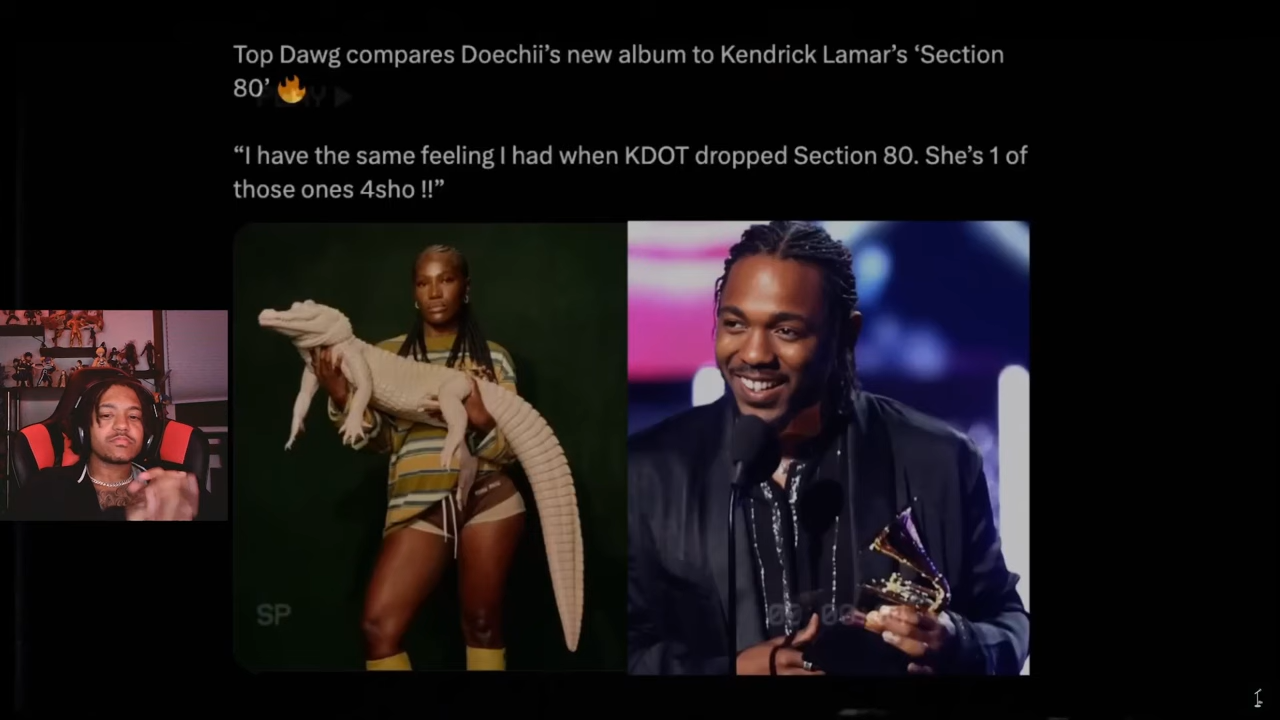 Top Dawg compares Doechii’s new album to Kendrick Lamar’s ‘Section
80’ 🔥
PLAY
“I have the same feeling I had when KDOT dropped Section 80. She’s 1 of
those ones 4sho !!”
SP